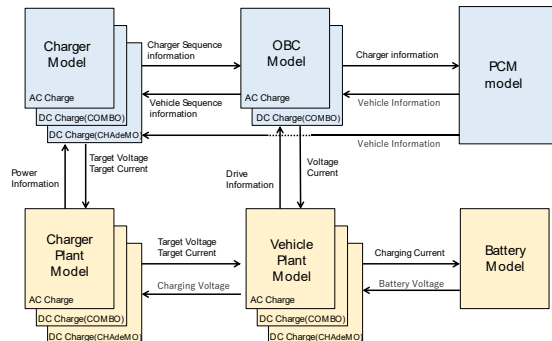 Charger
Model
AC Charge
DC Charge(COMBO)
DC Charge(CHAdeMO)
Charger Sequence
information
Vehicle Sequence
information
OBC
Model
AC Charge
DC Charge(COMBO)
Charger information
Vehicle Information
Vehicle Information
PCM
model
Power
Information
Target Voltage
Target Current
Drive
Information
Voltage
Current
Charger
Plant
Model
AC Charge
DC Charge(COMBO)
DC Charge(CHAdeMO)
Target Voltage
Target Current
Charging Voltage
Vehicle
Plant
Model
AC Charge
DC Charge(COMBO)
DC Charge(CHAdeMO)
Charging Current
Battery Voltage
Battery
Model